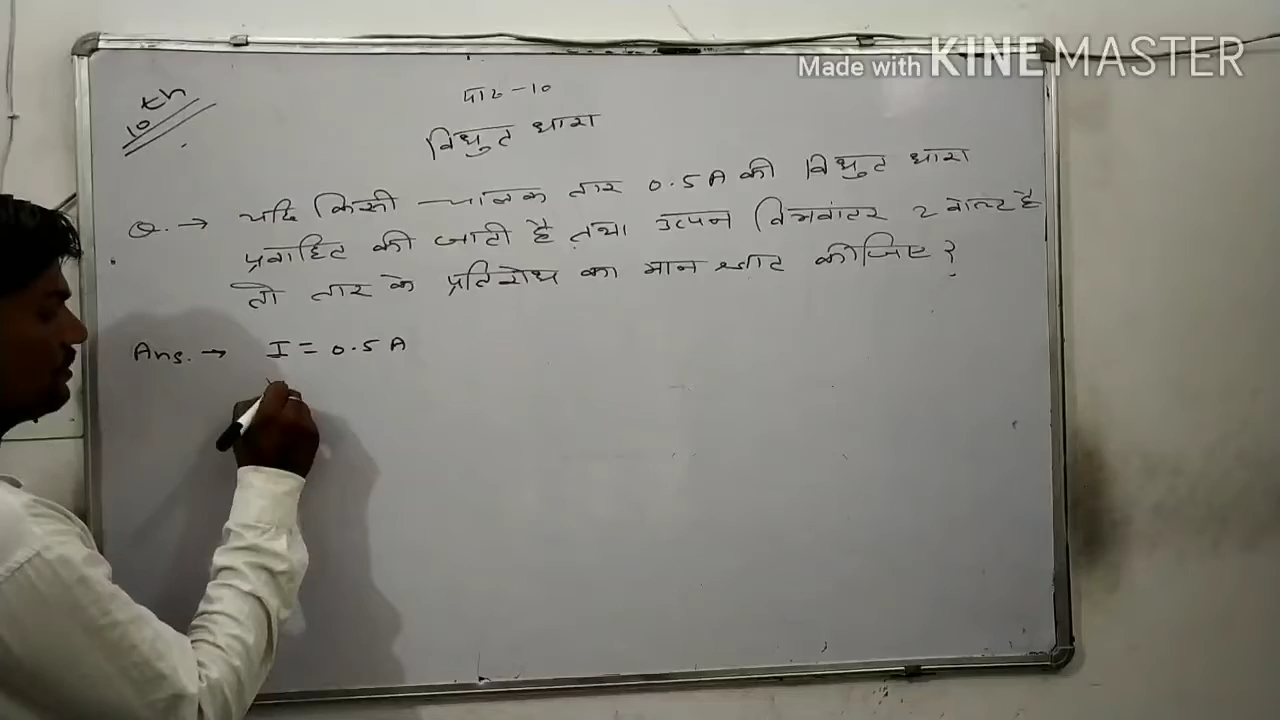 Made with KINEMASTER
10th
पाठ-10
विधुत धारा
Q. → यदि किसी चालक तार 0.5 A की विधुत धारा
प्रवाहित की जाती है तथा उत्पन विभवांतर 2 वोल्ट है
तो तार के प्रतिरोध का मान ज्ञात कीजिए ?
Ans. → I = 0.5 A